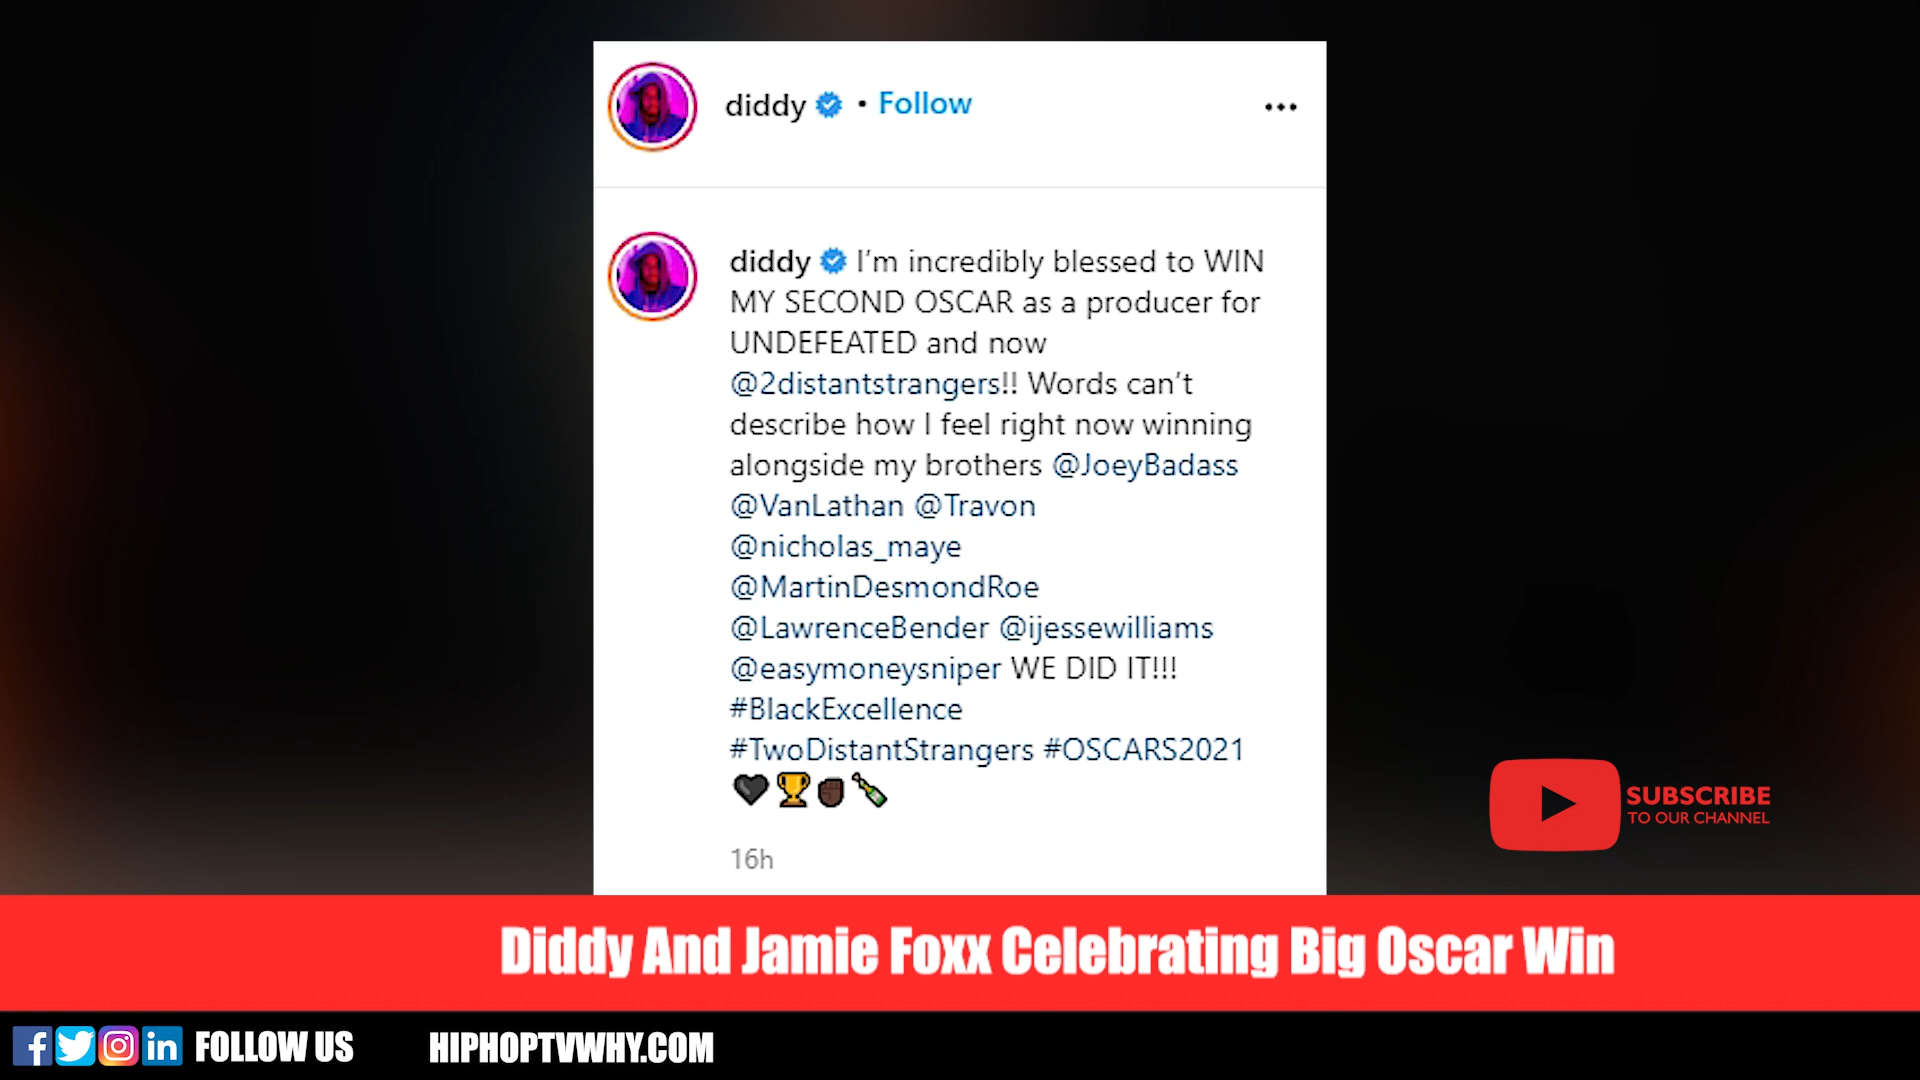 diddy • Follow
diddy I'm incredibly blessed to WIN
MY SECOND OSCAR as a producer for
UNDEFEATED and now
@2distantstrangers!! Words can't
describe how I feel right now winning
alongside my brothers @JoeyBadass
@VanLathan @Travon
@nicholas_maye
@MartinDesmondRoe
@LawrenceBender @ijessewilliams
@easymoneysniper WE DID IT!!!
#BlackExcellence
#TwoDistantStrangers #OSCARS2021
🖤🏆✊🏿🍾
16h
SUBSCRIBE
TO OUR CHANNEL
Diddy And Jamie Foxx Celebrating Big Oscar Win
FOLLOW US HIPHOPTVWHY.COM